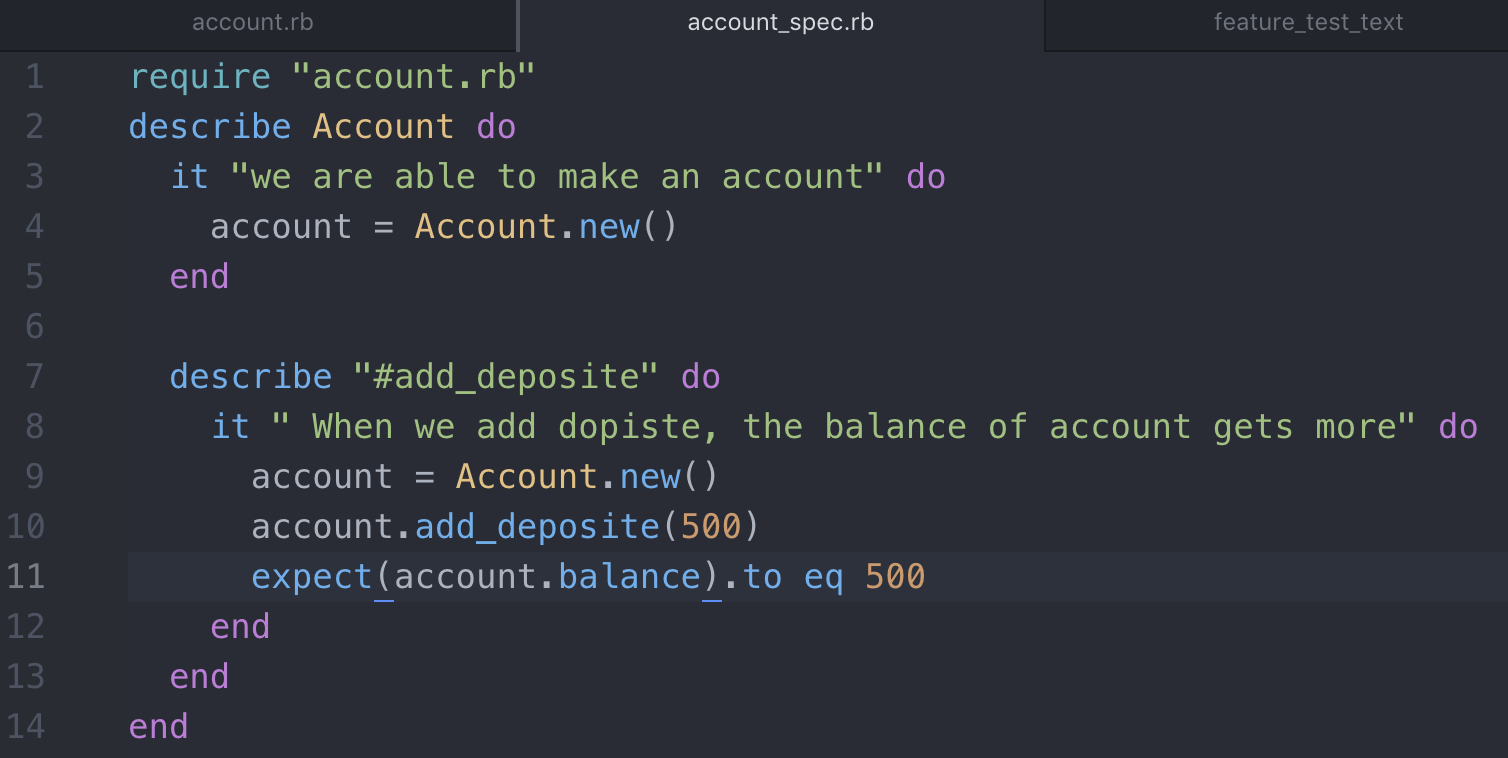 account.rb account_spec.rb feature_test_text
1 require "account.rb"
2 describe Account do
3 it "we are able to make an account" do
4 account = Account.new()
5 end
6
7 describe "#add_deposite" do
8 it " When we add dopiste, the balance of account gets more" do
9 account = Account.new()
10 account.add_deposite(500)
11 expect(account.balance).to eq 500
12 end
13 end
14 end